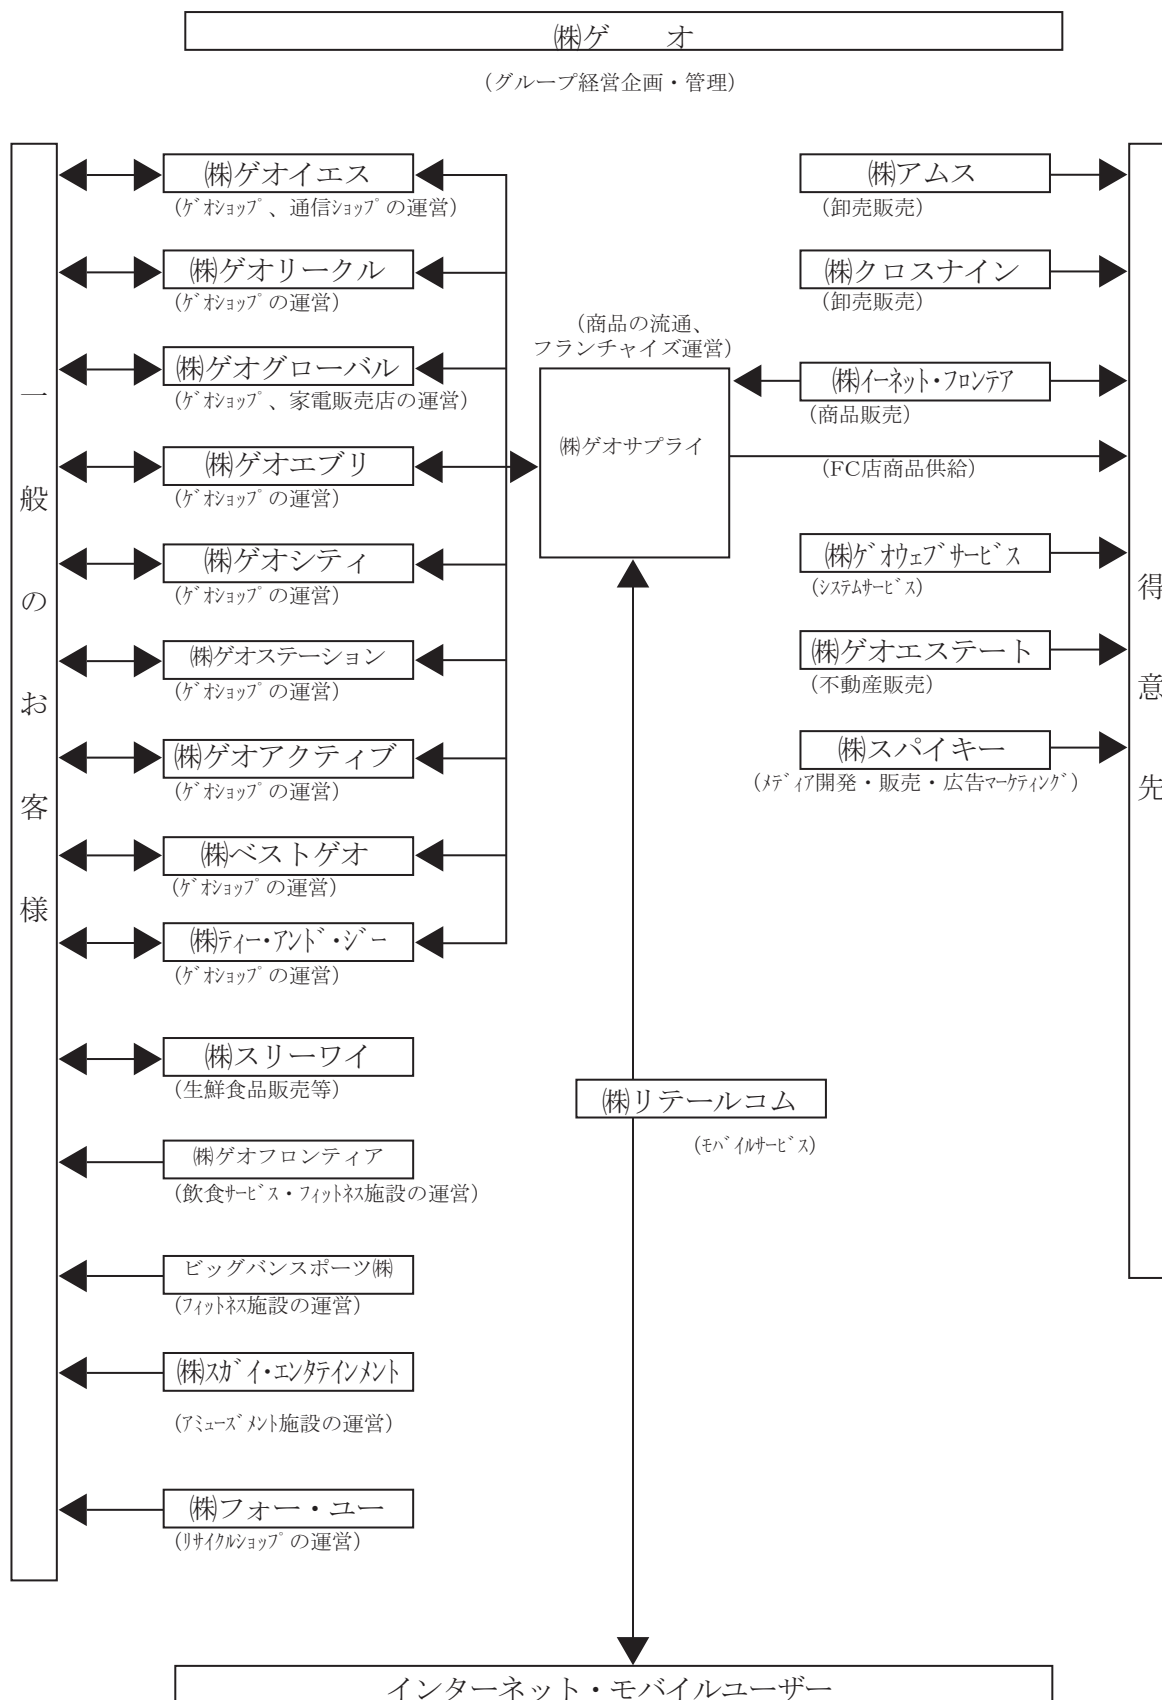 ㈱ゲ　　オ
（グループ経営企画・管理）
一般のお客様
㈱ゲオイエス
（ｹﾞｵｼｮｯﾌﾟ、通信ｼｮｯﾌﾟの運営）
㈱ゲオリークル
（ｹﾞｵｼｮｯﾌﾟの運営）
㈱ゲオグローバル
（ｹﾞｵｼｮｯﾌﾟ、家電販売店の運営）
㈱ゲオエブリ
（ｹﾞｵｼｮｯﾌﾟの運営）
㈱ゲオシティ
（ｹﾞｵｼｮｯﾌﾟの運営）
㈱ゲオステーション
（ｹﾞｵｼｮｯﾌﾟの運営）
㈱ゲオアクティブ
（ｹﾞｵｼｮｯﾌﾟの運営）
㈱ベストゲオ
（ｹﾞｵｼｮｯﾌﾟの運営）
㈱ﾃｨｰ・ｱﾝﾄﾞ・ｼﾞｰ
（ｹﾞｵｼｮｯﾌﾟの運営）
㈱スリーワイ
（生鮮食品販売等）
㈱ゲオフロンティア
（飲食ｻｰﾋﾞｽ・ﾌｨｯﾄﾈｽ施設の運営）
ビッグバンスポーツ㈱
（ﾌｨｯﾄﾈｽ施設の運営）
㈱ｽｶﾞｲ・ｴﾝﾀﾃｲﾝﾒﾝﾄ
（ｱﾐｭｰｽﾞﾒﾝﾄ施設の運営）
㈱フォー・ユー
（ﾘｻｲｸﾙｼｮｯﾌﾟの運営）
（商品の流通、
フランチャイズ運営）
㈱ゲオサプライ
㈱リテールコム
（ﾓﾊﾞｲﾙｻｰﾋﾞｽ）
㈱アムス
（卸売販売）
㈱クロスナイン
（卸売販売）
㈱ｲｰﾈｯﾄ・ﾌﾛﾝﾃｱ
（商品販売）
（FC店商品供給）
㈱ｹﾞｵｳｪﾌﾞｻｰﾋﾞｽ
（ｼｽﾃﾑｻｰﾋﾞｽ）
㈱ゲオエステート
（不動産販売）
㈱スパイキー
（ﾒﾃﾞｨｱ開発・販売・広告ﾏｰｹﾃｨﾝｸﾞ）
得意先
インターネット・モバイルユーザー